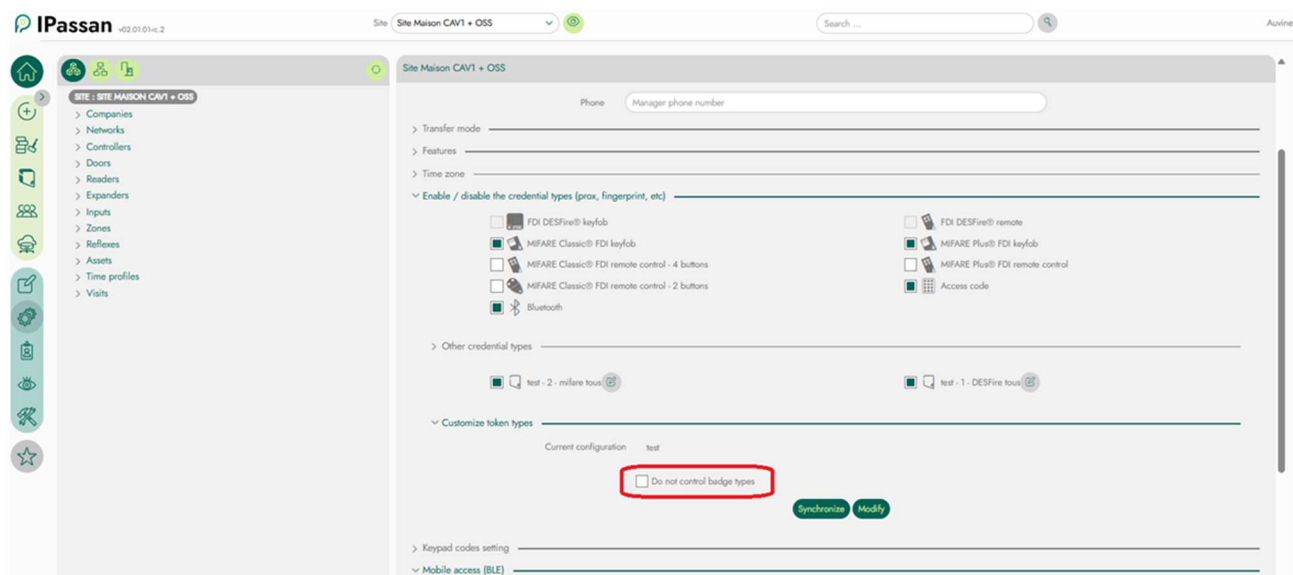 IPassan v02.01.01-rc.2
Site Site Maison CAV1 + OSS Search ... Auvine
Site Maison CAV1 + OSS
SITE : SITE MAISON CAV1 + OSS
Companies
Networks
Controllers
Doors
Readers
Expanders
Inputs
Zones
Reflexes
Assets
Time profiles
Visits
Phone Manager phone number
Transfer mode
Features
Time zone
Enable / disable the credential types (prox, fingerprint, etc)
FDI DESFire® keyfob FDI DESFire® remote
MIFARE Classic® FDI keyfob MIFARE Plus® FDI keyfob
MIFARE Classic® FDI remote control - 4 buttons MIFARE Plus® FDI remote control
MIFARE Classic® FDI remote control - 2 buttons Access code
Bluetooth
Other credential types
test - 2 - mifare tous test - 1 - DESFire tous
Customize token types
Current configuration test
Do not control badge types
Synchronize Modify
Keypad codes setting
Mobile access (BLE)